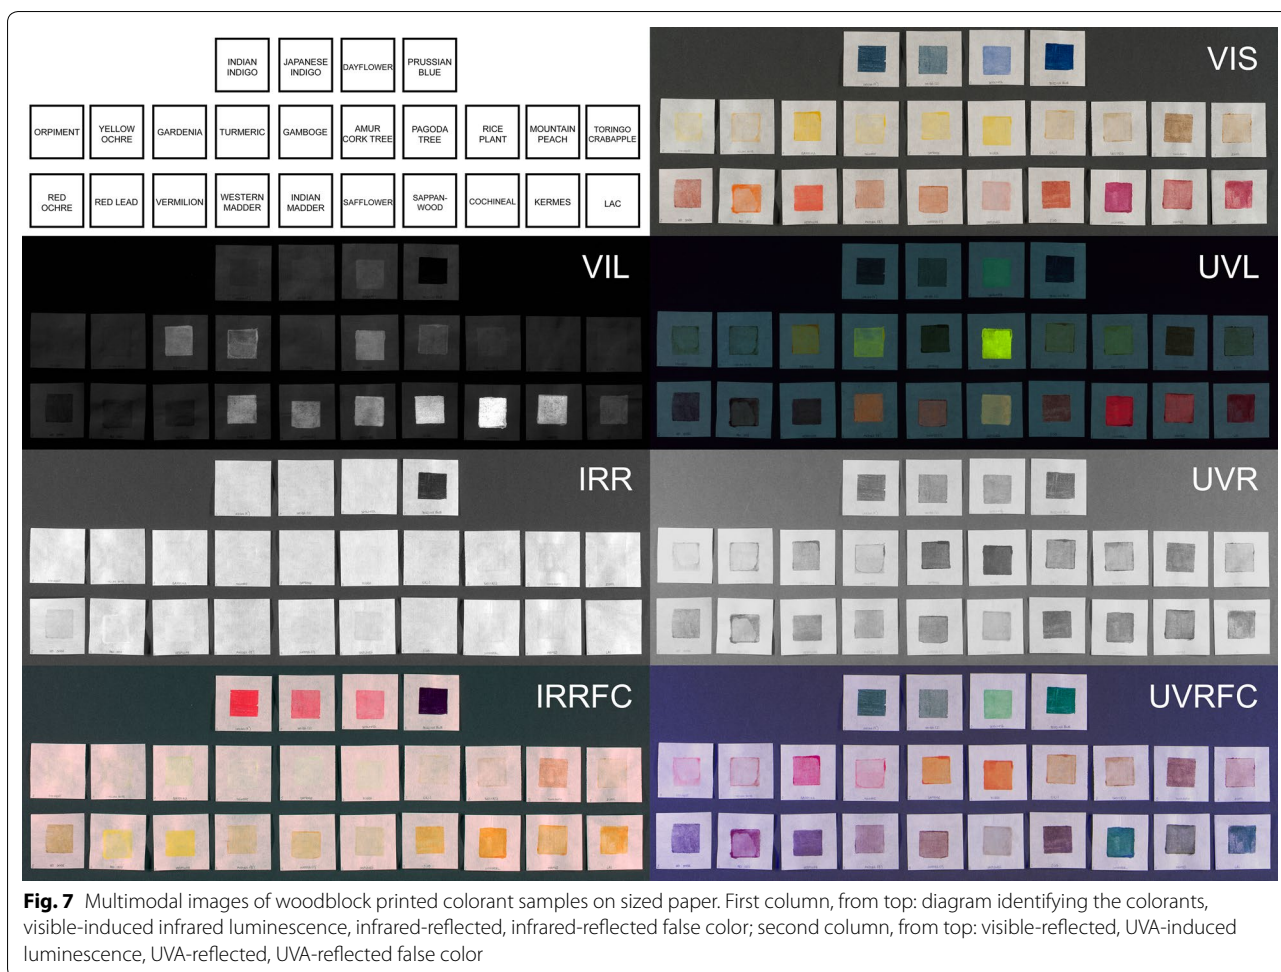 INDIAN
INDIGO
JAPANESE
INDIGO
DAYFLOWER
PRUSSIAN
BLUE
ORPIMENT
YELLOW
OCHRE
GARDENIA
TURMERIC
GAMBOGE
AMUR
CORK TREE
PAGODA
TREE
RICE
PLANT
MOUNTAIN
PEACH
TORINGO
CRABAPPLE
RED
OCHRE
RED LEAD
VERMILION
WESTERN
MADDER
INDIAN
MADDER
SAFFLOWER
SAPPAN-
WOOD
COCHINEAL
KERMES
LAC
VIS
VIL
UVL
IRR
UVR
IRRFC
UVRFC
Fig. 7 Multimodal images of woodblock printed colorant samples on sized paper. First column, from top: diagram identifying the colorants,
visible-induced infrared luminescence, infrared-reflected, infrared-reflected false color; second column, from top: visible-reflected, UVA-induced
luminescence, UVA-reflected, UVA-reflected false color